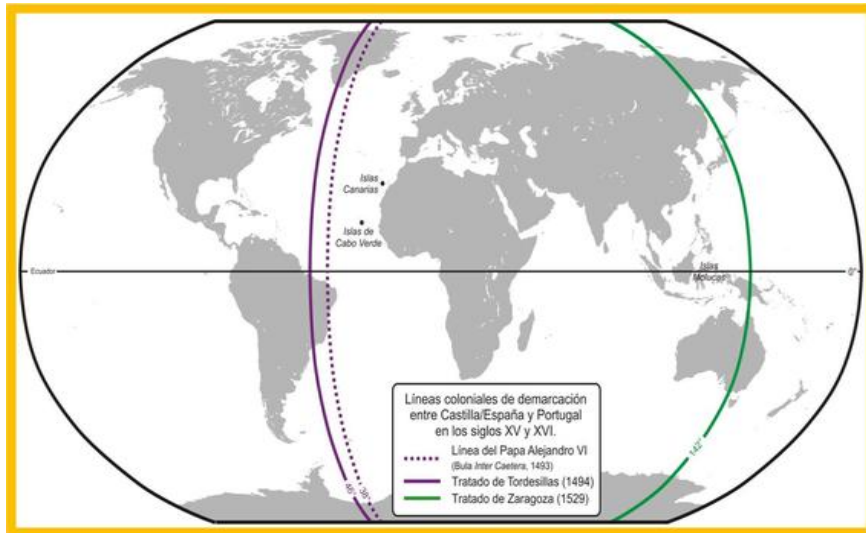 Islas
Canarias
Islas de
Cabo Verde
Ecuador
Islas
Molucas
0°
Líneas coloniales de demarcación
entre Castilla/España y Portugal
en los siglos XV y XVI.
Línea del Papa Alejandro VI
(Bula Inter Caetera, 1493)
Tratado de Tordesillas (1494)
Tratado de Zaragoza (1529)
46°
38°
142°